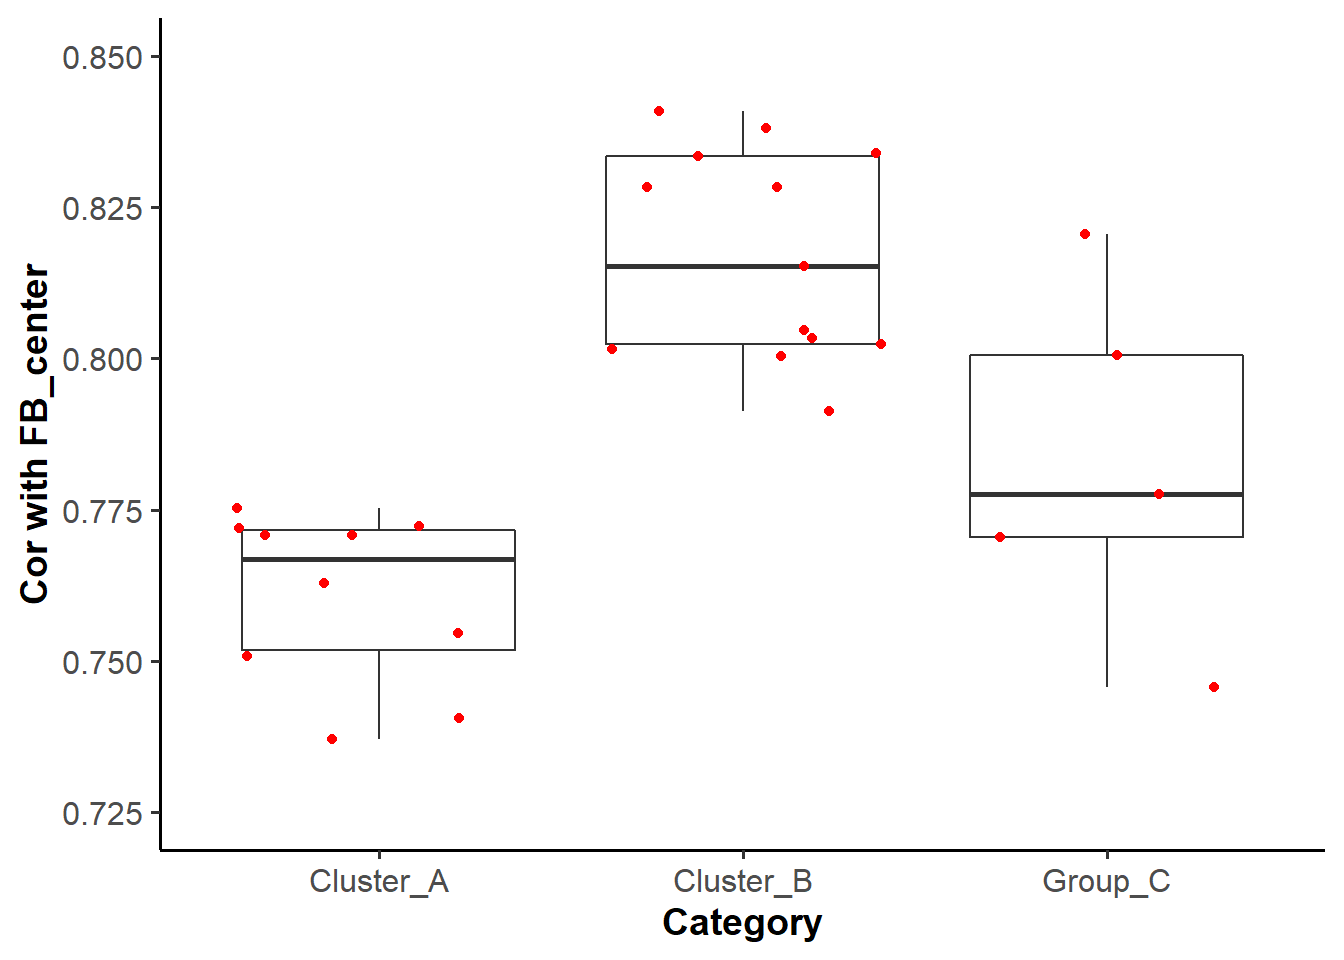 Cor with FB_center
0.850
0.825
0.800
0.775
0.750
0.725
Cluster_A
Cluster_B
Group_C
Category